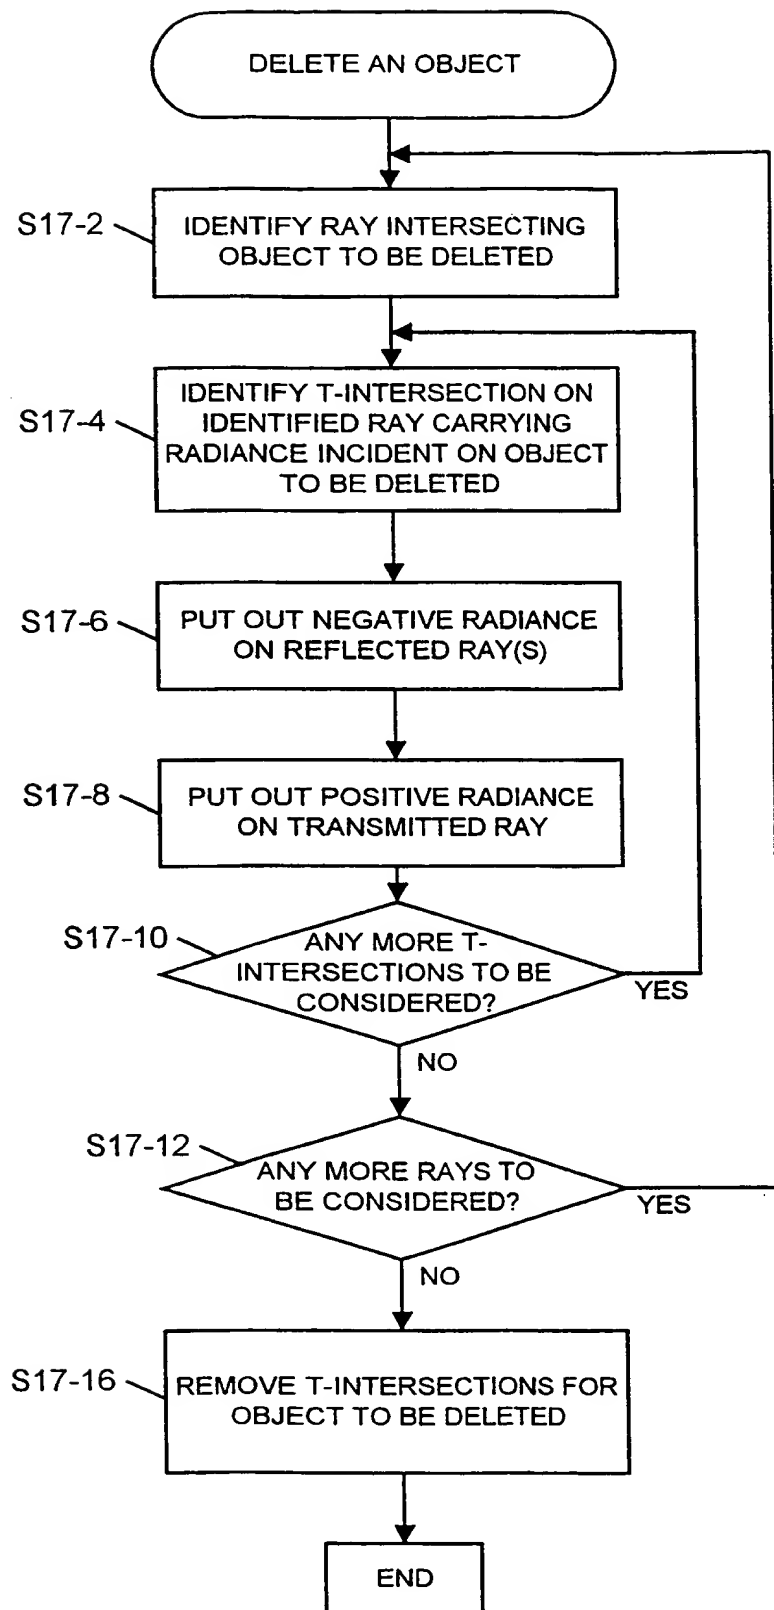 DELETE AN OBJECT
S17-2
IDENTIFY RAY INTERSECTING
OBJECT TO BE DELETED
S17-4
IDENTIFY T-INTERSECTION ON
IDENTIFIED RAY CARRYING
RADIANCE INCIDENT ON OBJECT
TO BE DELETED
S17-6
PUT OUT NEGATIVE RADIANCE
ON REFLECTED RAY(S)
S17-8
PUT OUT POSITIVE RADIANCE
ON TRANSMITTED RAY
S17-10
ANY MORE T-
INTERSECTIONS TO BE
CONSIDERED?
YES
NO
S17-12
ANY MORE RAYS TO
BE CONSIDERED?
YES
NO
S17-16
REMOVE T-INTERSECTIONS FOR
OBJECT TO BE DELETED
END